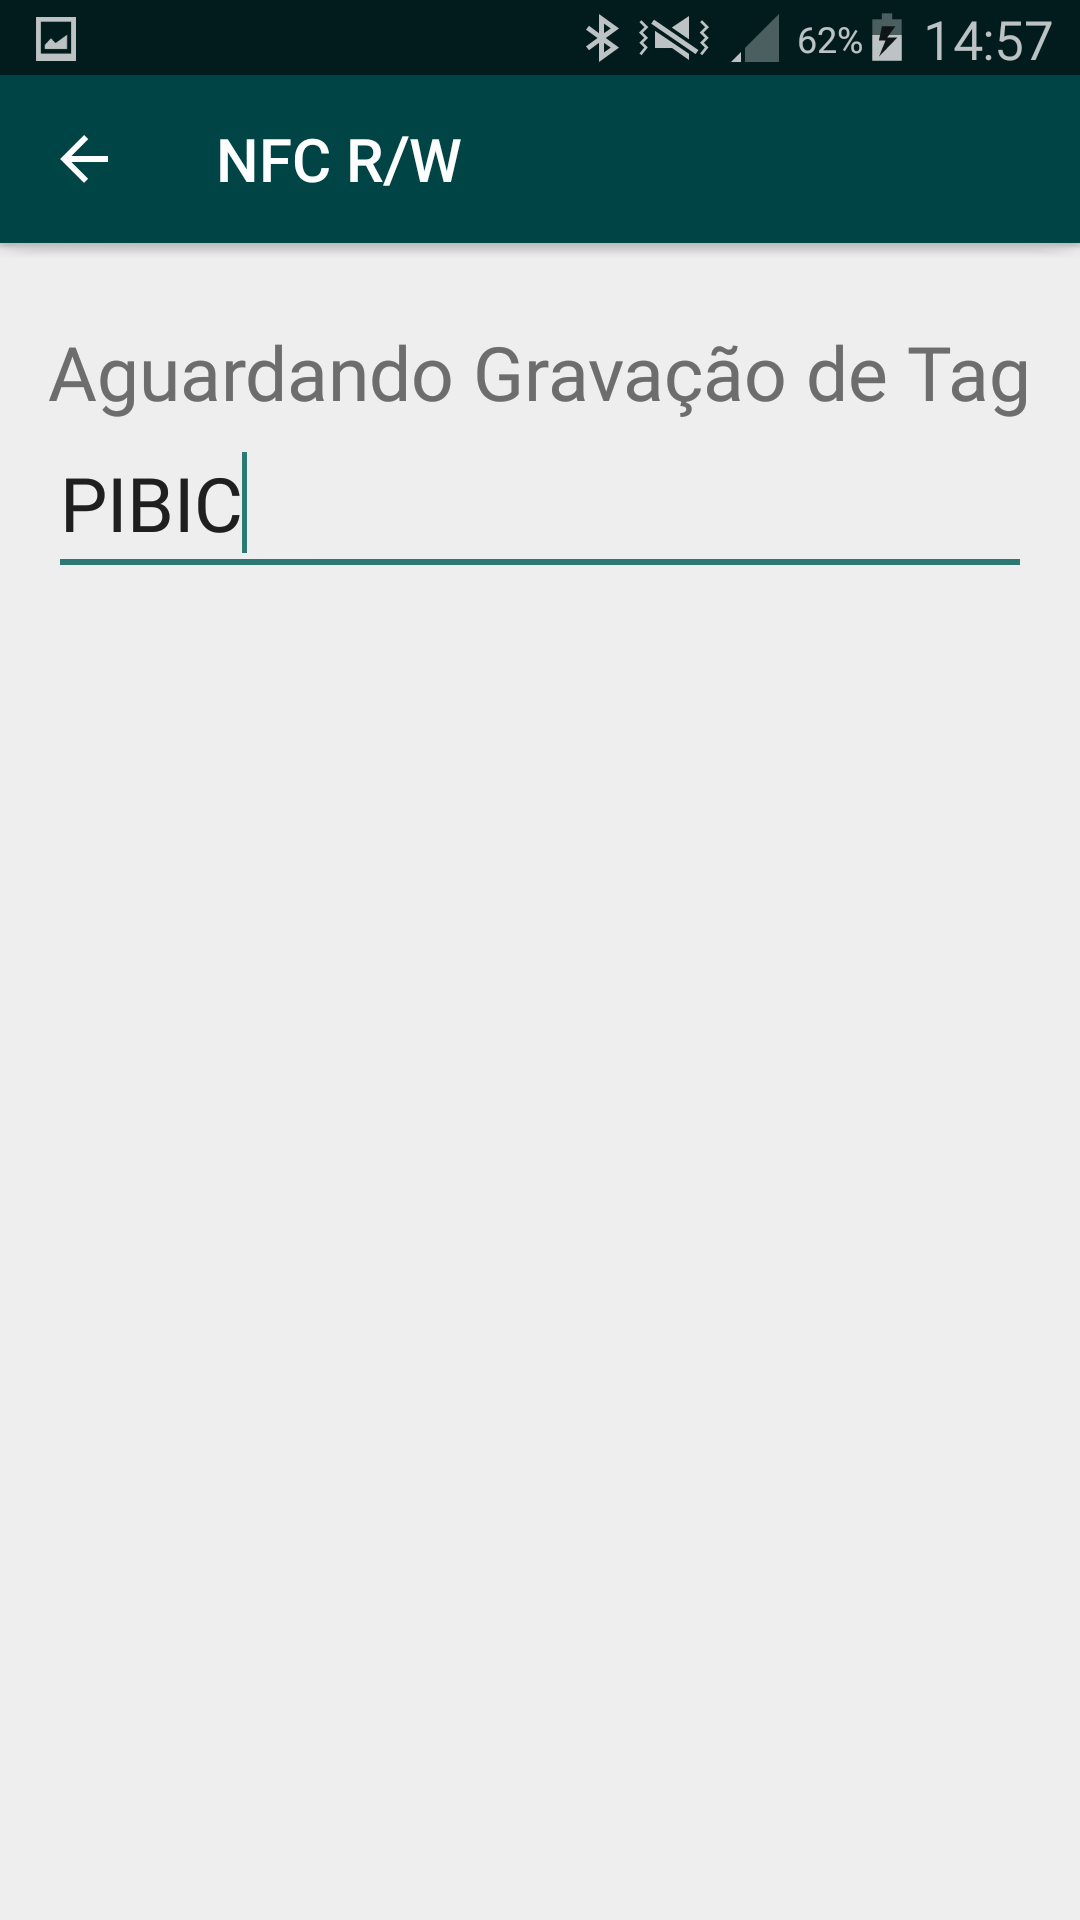 62% 14:57
NFC R/W
Aguardando Gravação de Tag
PIBIC